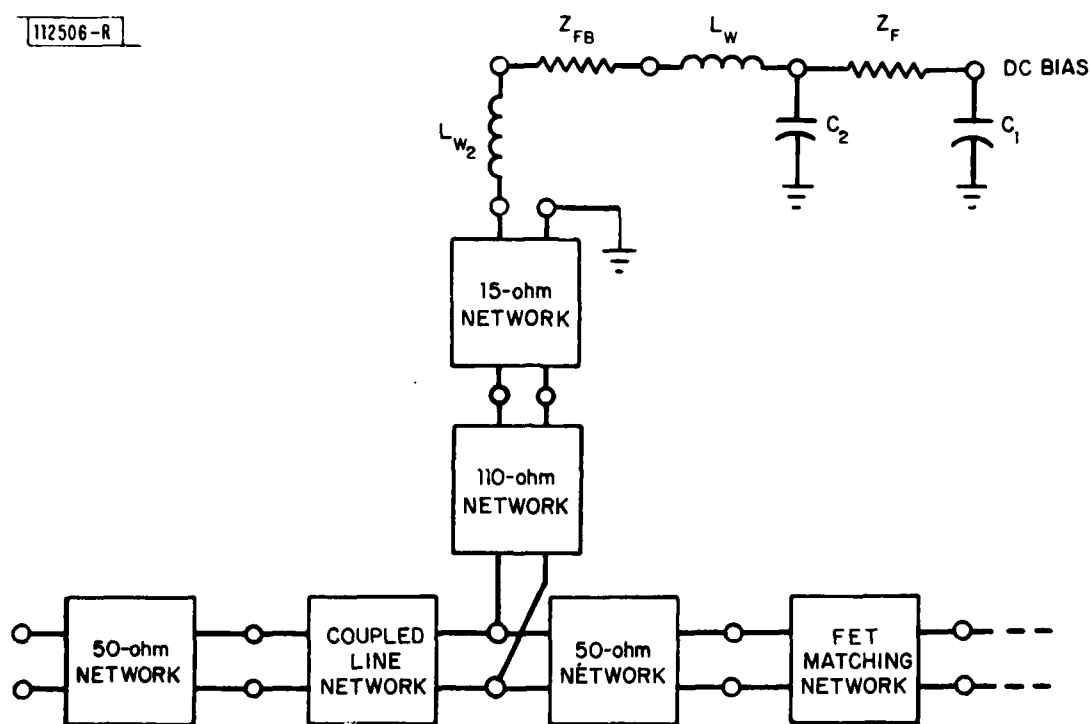 112506-R
Z_FB
L_W
Z_F
DC BIAS
L_W2
C_2
C_1
15-ohm
NETWORK
110-ohm
NETWORK
50-ohm
NETWORK
COUPLED
LINE
NETWORK
50-ohm
NETWORK
FET
MATCHING
NETWORK